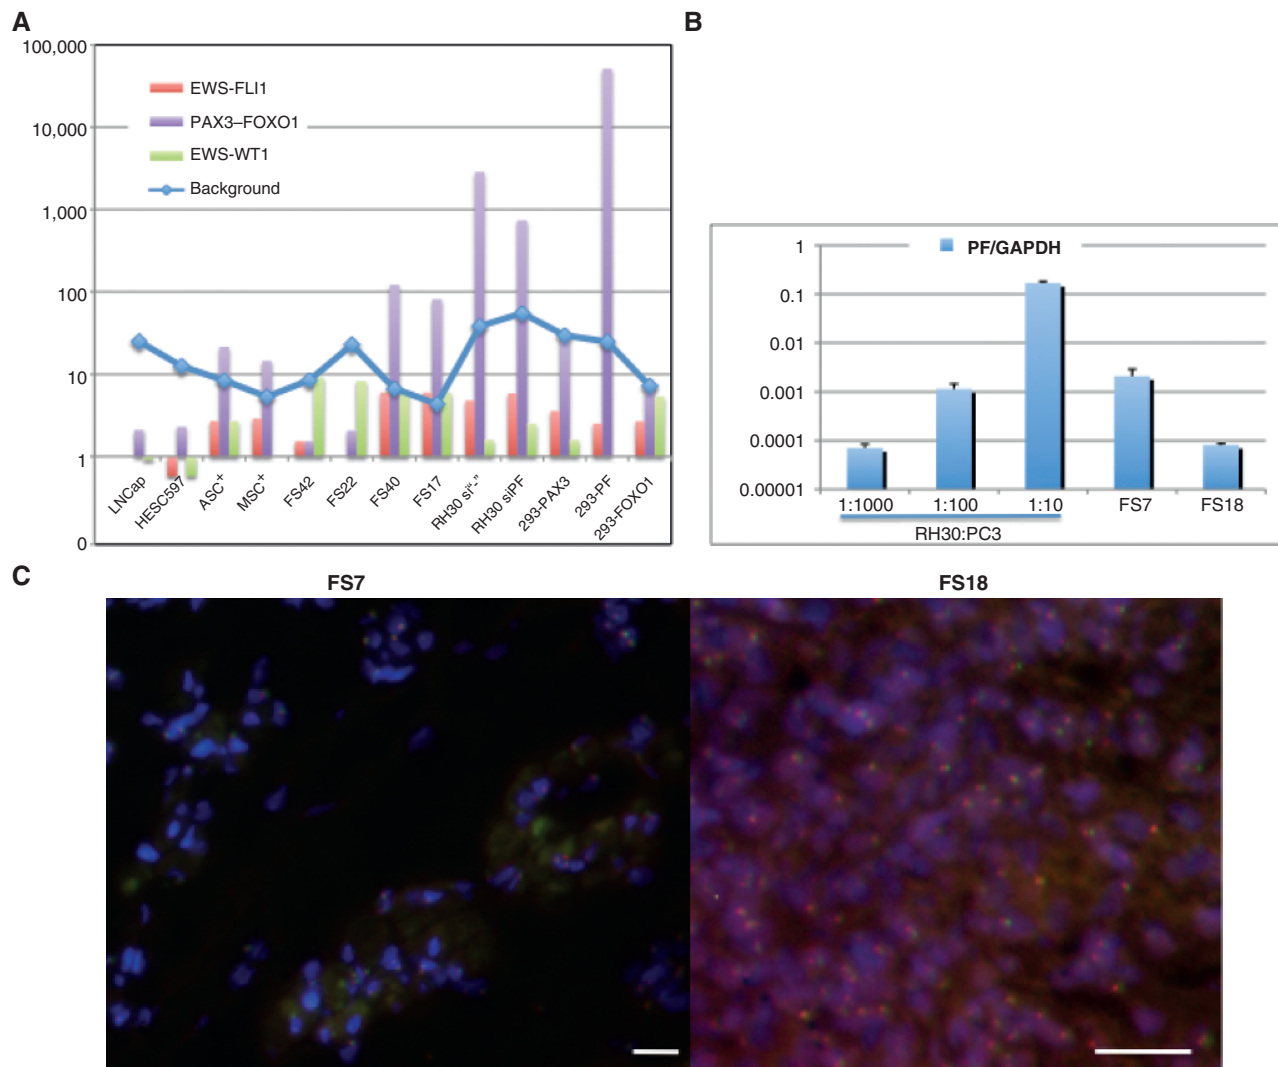 A
100,000
10,000
1,000
100
10
1
0
EWS-FLI1
PAX3–FOXO1
EWS-WT1
Background
LNCap
HESC597
ASC+
MSC+
FS42
FS22
FS40
FS17
RH30 si“-”
RH30 siPF
293-PAX3
293-PF
293-FOXO1
B
PF/GAPDH
1
0.1
0.01
0.001
0.0001
0.00001
1:1000 1:100 1:10 FS7 FS18
RH30:PC3
C
FS7 FS18